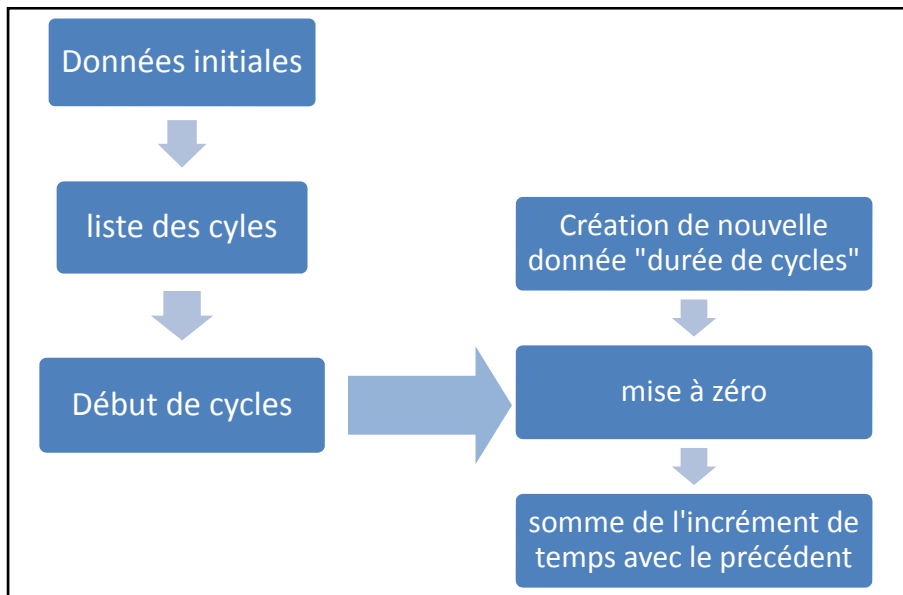 Données initiales
liste des cyles
Début de cycles
Création de nouvelle
donnée "durée de cycles"
mise à zéro
somme de l'incrément de
temps avec le précédent